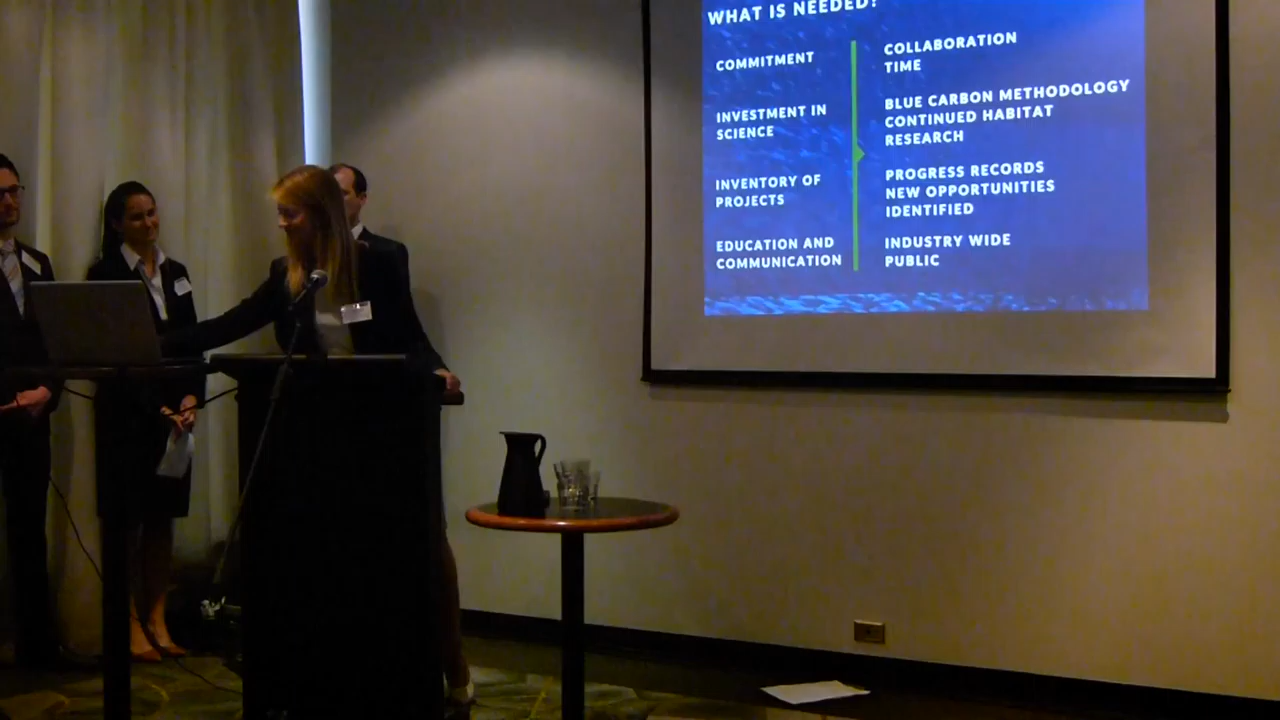 WHAT IS NEEDED?
COMMITMENT
COLLABORATION
TIME
INVESTMENT IN
SCIENCE
BLUE CARBON METHODOLOGY
CONTINUED HABITAT
RESEARCH
INVENTORY OF
PROJECTS
PROGRESS RECORDS
NEW OPPORTUNITIES
IDENTIFIED
EDUCATION AND
COMMUNICATION
INDUSTRY WIDE
PUBLIC